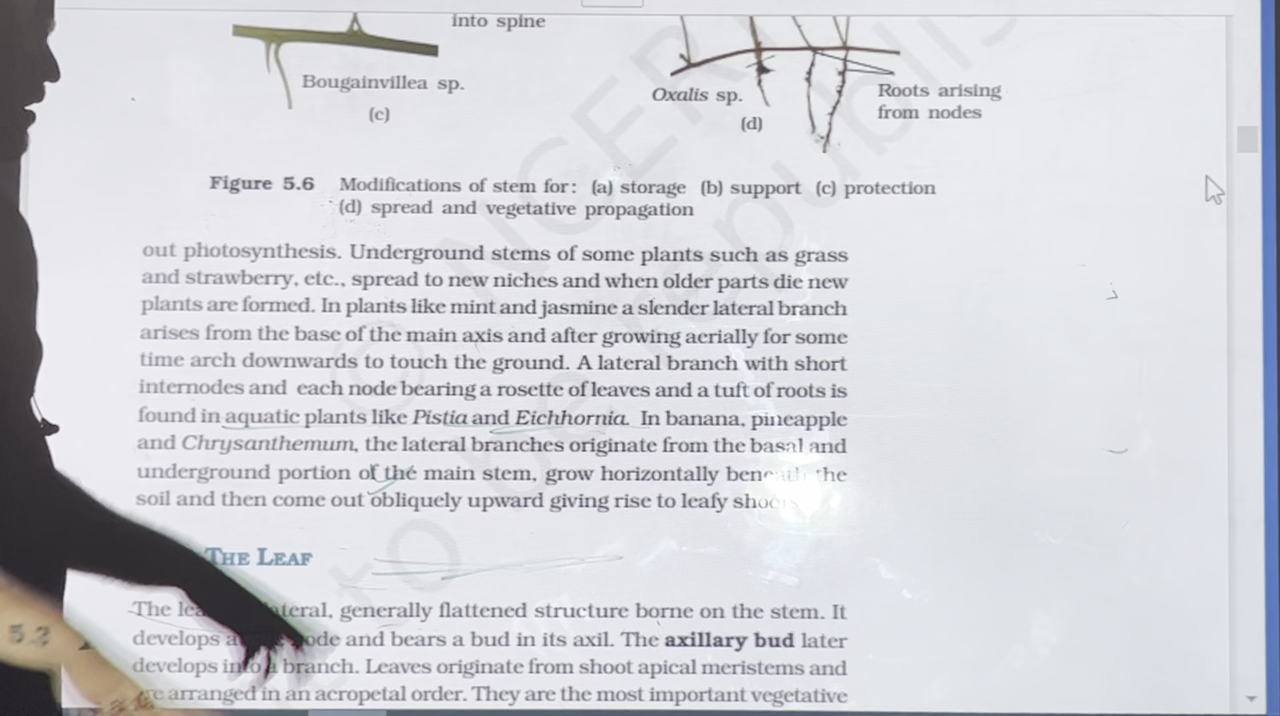 into spine
Bougainvillea sp.
(c)
Oxalis sp.
(d)
Roots arising
from nodes
Figure 5.6 Modifications of stem for: (a) storage (b) support (c) protection
(d) spread and vegetative propagation
out photosynthesis. Underground stems of some plants such as grass
and strawberry, etc., spread to new niches and when older parts die new
plants are formed. In plants like mint and jasmine a slender lateral branch
arises from the base of the main axis and after growing aerially for some
time arch downwards to touch the ground. A lateral branch with short
internodes and each node bearing a rosette of leaves and a tuft of roots is
found in aquatic plants like Pistia and Eichhornia. In banana, pineapple
and Chrysanthemum, the lateral branches originate from the basal and
underground portion of the main stem, grow horizontally beneath the
soil and then come out obliquely upward giving rise to leafy
5.3 THE LEAF
The lateral, generally flattened structure borne on the stem. It
develops and bears a bud in its axil. The axillary bud later
develops into a branch. Leaves originate from shoot apical meristems and
arranged in an acropetal order. They are the most important vegetative